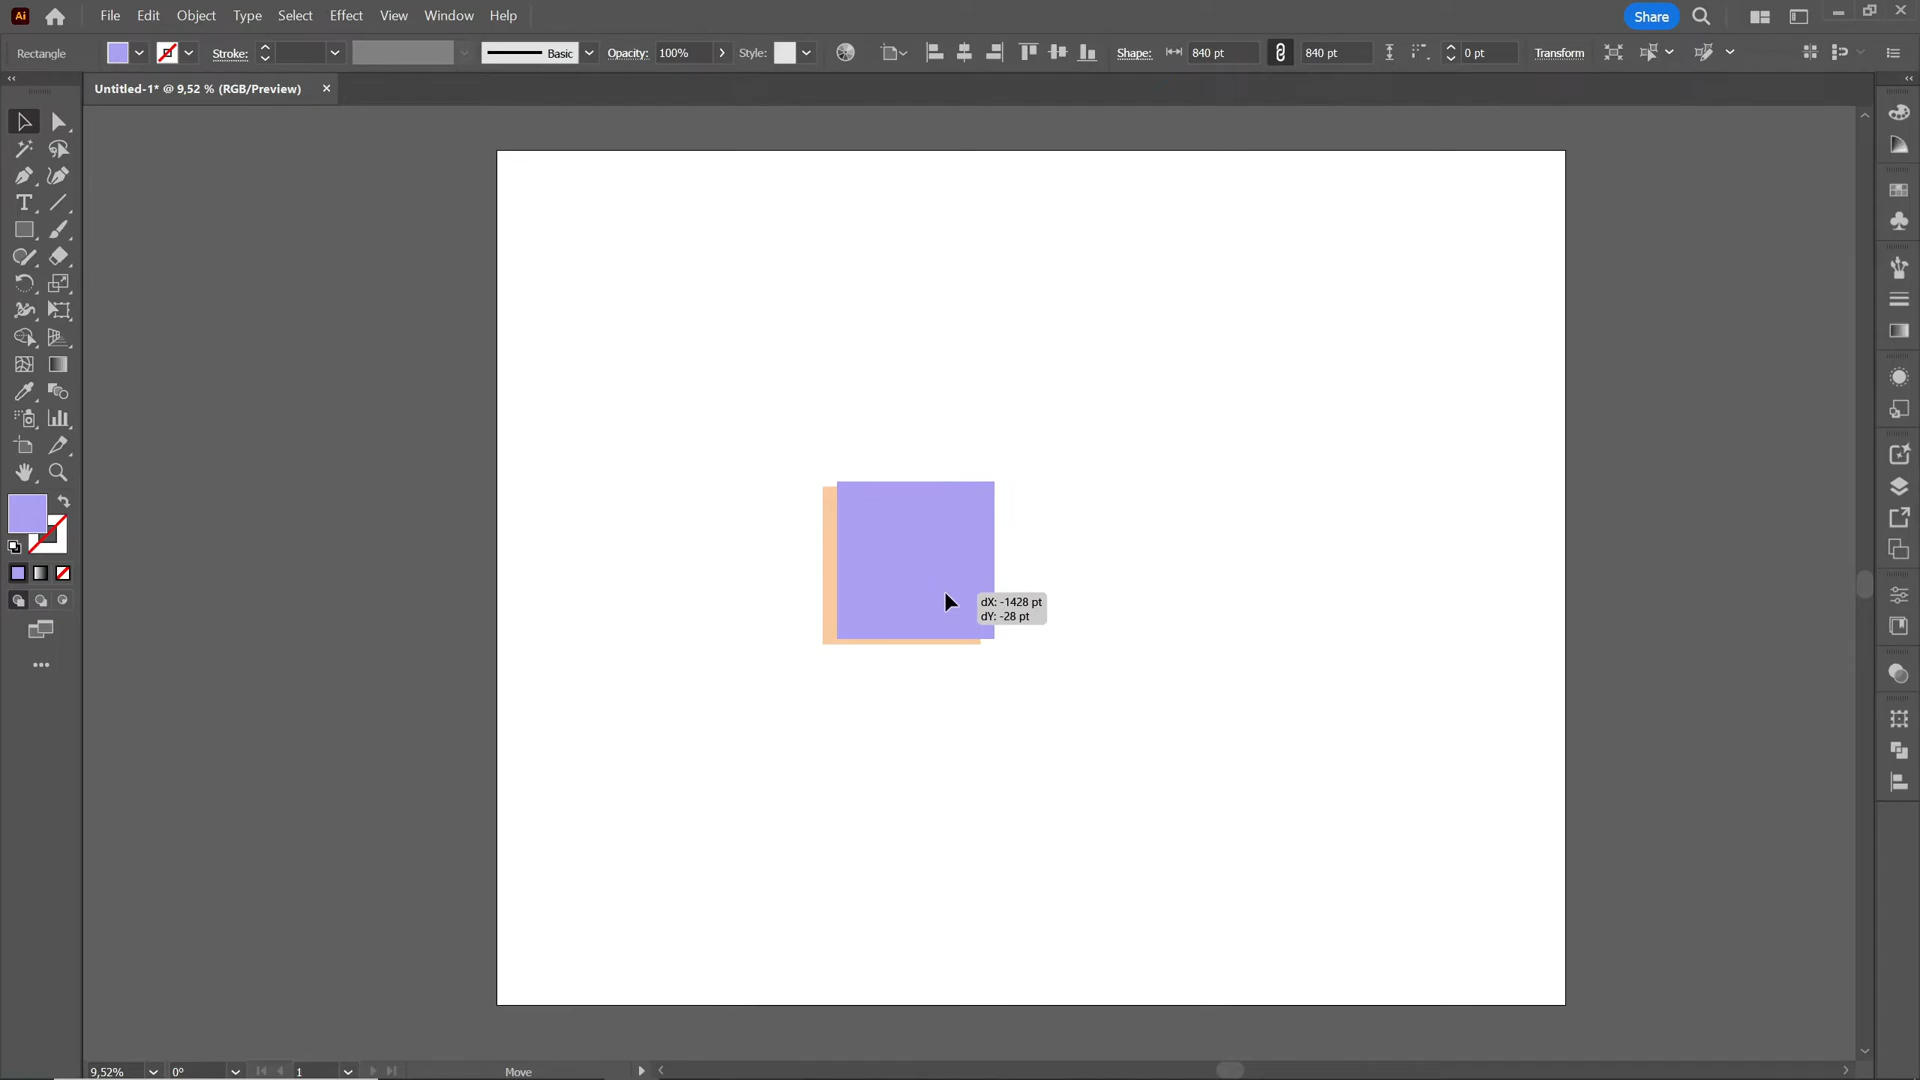 Ai File Edit Object Type Select Effect View Window Help Share
Rectangle Stroke: Basic Opacity: 100% Style: Shape: 840 pt 840 pt 0 pt Transform
Untitled-1* @ 9,52 % (RGB/Preview)
T
dX: -1428 pt
dY: -28 pt
9,52% 0° 1 Move